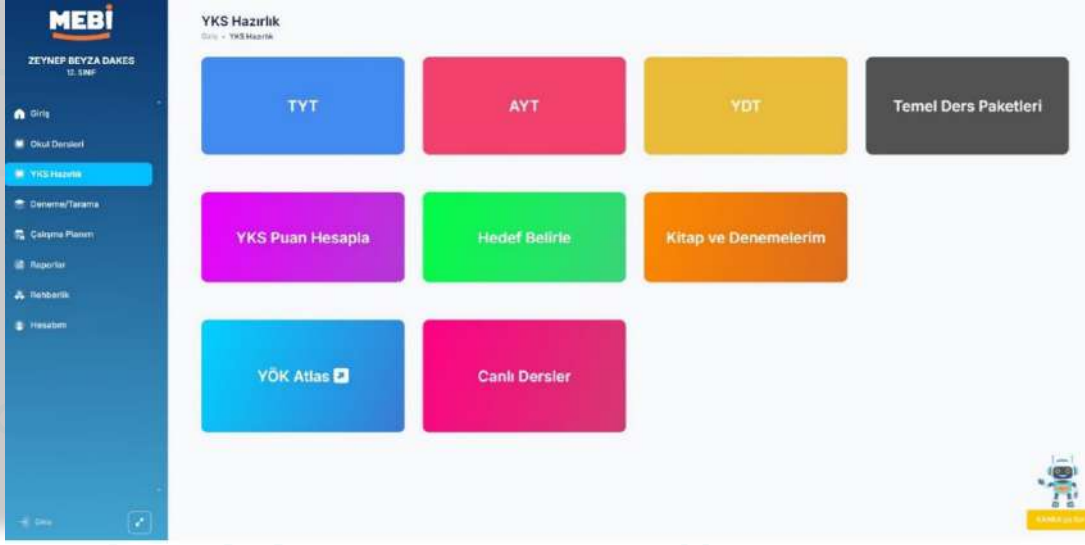 MEBİ
ZEYNEP BEYZA DAKES
12. SINIF
Giriş
Okul Dersleri
YKS Hazırlık
Deneme/Tarama
Çalışma Planım
Raporlar
Rehberlik
Hesabım
YKS Hazırlık
Giriş - YKS Hazırlık
TYT
AYT
YDT
Temel Ders Paketleri
YKS Puan Hesapla
Hedef Belirle
Kitap ve Denemelerim
YÖK Atlas
Canlı Dersler